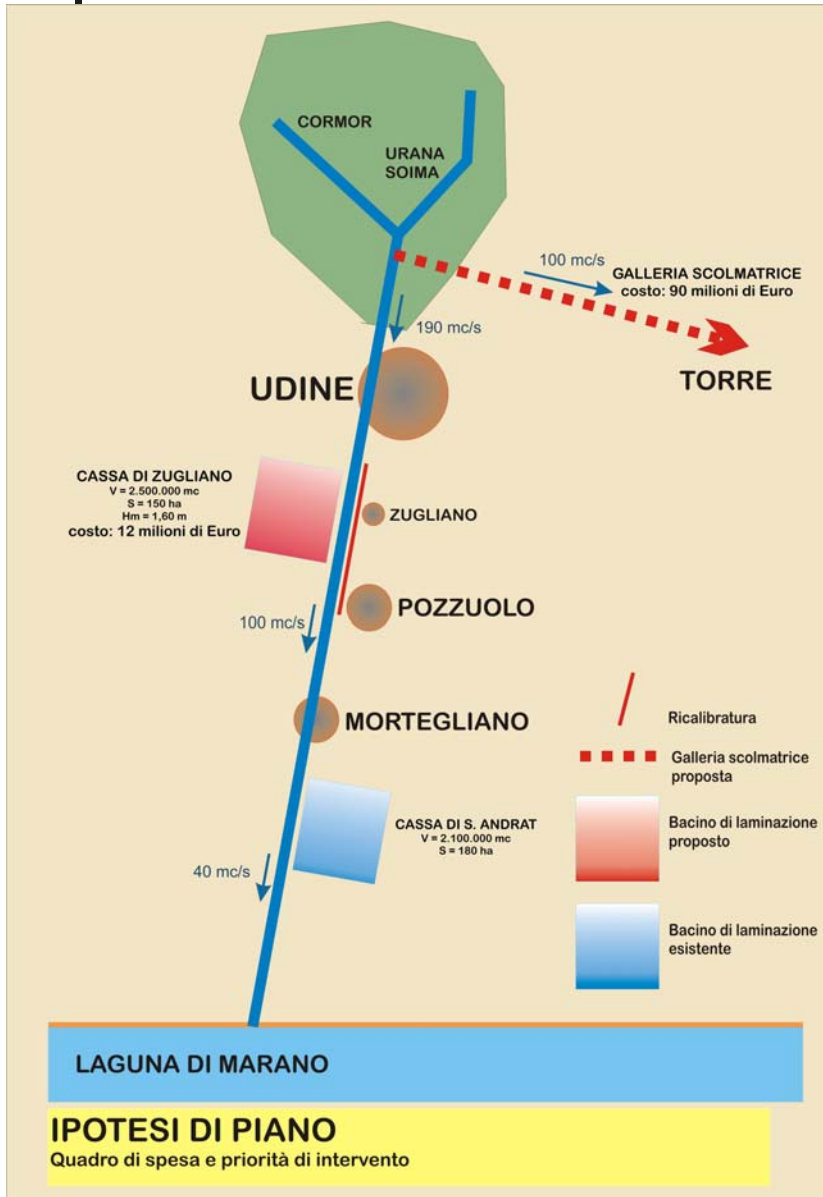 CORMOR
URANA
SOIMA
100 mc/s
GALLERIA SCOLMATRICE
costo: 90 milioni di Euro
190 mc/s
TORRE
UDINE
CASSA DI ZUGLIANO
V = 2.500.000 mc
S = 150 ha
Hm = 1,60 m
costo: 12 milioni di Euro
ZUGLIANO
POZZUOLO
100 mc/s
MORTEGLIANO
CASSA DI S. ANDRAT
V = 2.100.000 mc
S = 180 ha
40 mc/s
Ricalibratura
Galleria scolmatrice
proposta
Bacino di laminazione
proposto
Bacino di laminazione
esistente
LAGUNA DI MARANO
IPOTESI DI PIANO
Quadro di spesa e priorità di intervento